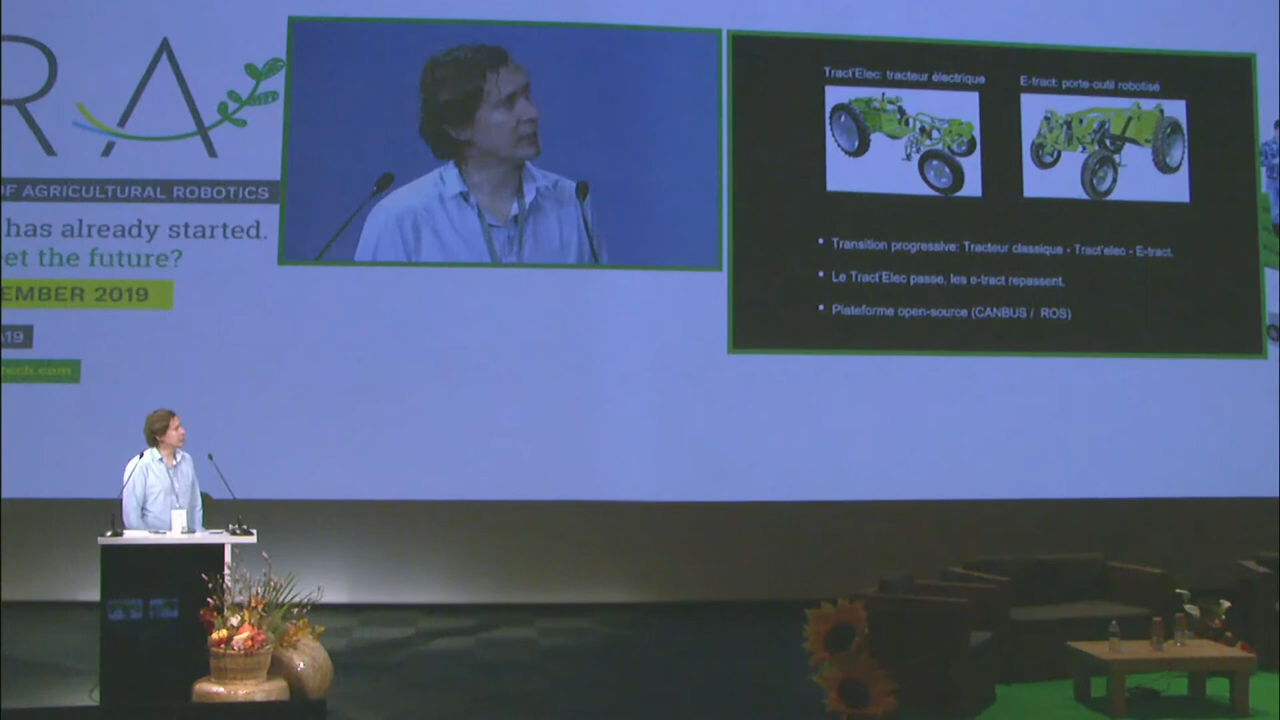 RA
OF AGRICULTURAL ROBOTICS
has already started.
et the future?
EMBER 2019
A19
tech.com
Tract'Elec: tracteur électrique
E-tract: porte-outil robotisé
• Transition progressive: Tracteur classique - Tract'elec - E-tract.
• Le Tract'Elec passe, les e-tract repassent.
• Plateforme open-source (CANBUS / ROS)